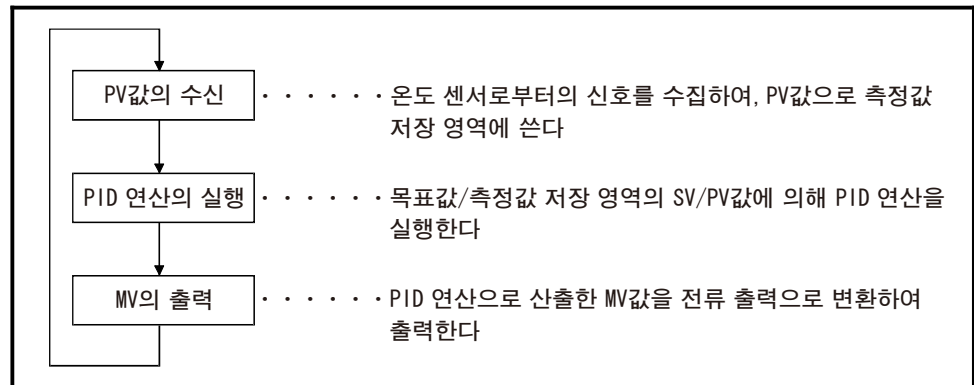 PV값의 수신 · · · · · · 온도 센서로부터의 신호를 수집하여, PV값으로 측정값
저장 영역에 쓴다
PID 연산의 실행 · · · · · · 목표값/측정값 저장 영역의 SV/PV값에 의해 PID 연산을
실행한다
MV의 출력 · · · · · · PID 연산으로 산출한 MV값을 전류 출력으로 변환하여
출력한다